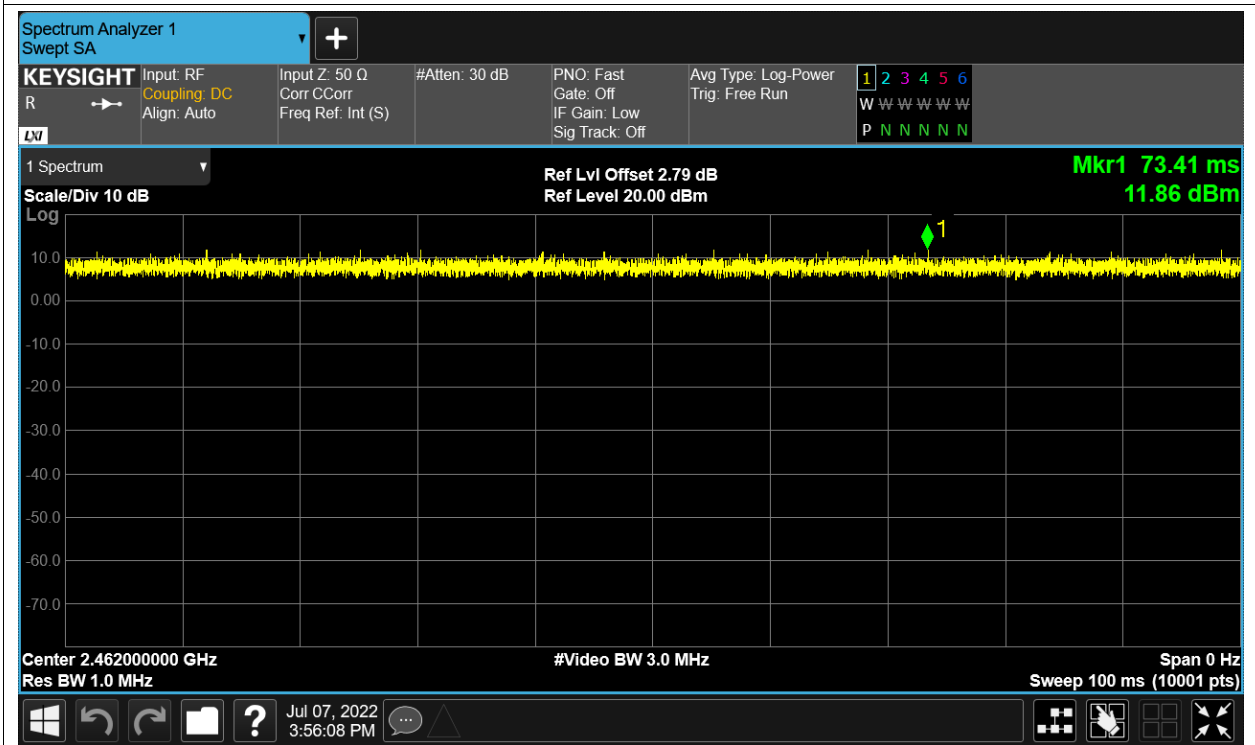 Spectrum Analyzer 1
Swept SA
KEYSIGHT
R
LXI
Input: RF
Coupling: DC
Align: Auto
Input Z: 50 Ω
Corr CCorr
Freq Ref: Int (S)
#Atten: 30 dB
PNO: Fast
Gate: Off
IF Gain: Low
Sig Track: Off
Avg Type: Log-Power
Trig: Free Run
1 2 3 4 5 6
W W W W W W
P N N N N N
1 Spectrum
Scale/Div 10 dB
Ref Lvl Offset 2.79 dB
Ref Level 20.00 dBm
Mkr1 73.41 ms
11.86 dBm
Log
1
10.0
0.00
-10.0
-20.0
-30.0
-40.0
-50.0
-60.0
-70.0
Center 2.462000000 GHz
#Video BW 3.0 MHz
Span 0 Hz
Res BW 1.0 MHz
Sweep 100 ms (10001 pts)
?
Jul 07, 2022
3:56:08 PM